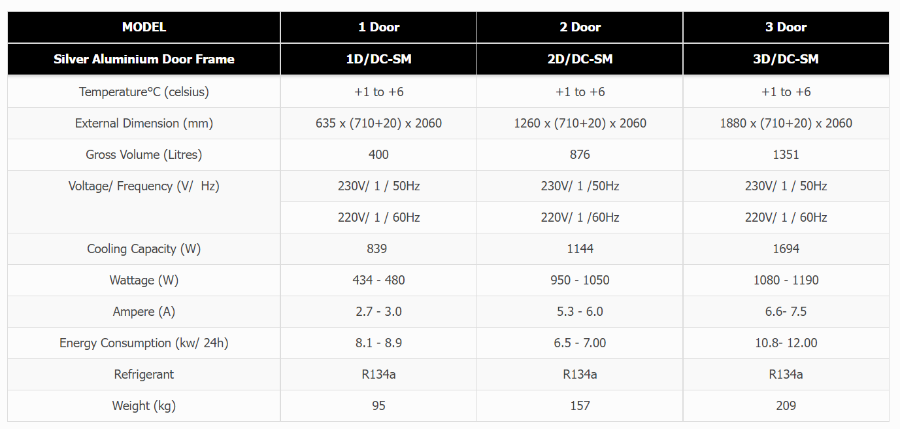 MODEL 1 Door 2 Door 3 Door
Silver Aluminium Door Frame 1D/DC-SM 2D/DC-SM 3D/DC-SM
Temperature°C (celsius) +1 to +6 +1 to +6 +1 to +6
External Dimension (mm) 635 x (710+20) x 2060 1260 x (710+20) x 2060 1880 x (710+20) x 2060
Gross Volume (Litres) 400 876 1351
Voltage/ Frequency (V/ Hz) 230V/ 1 / 50Hz 230V/ 1 /50Hz 230V/ 1 / 50Hz
220V/ 1 / 60Hz 220V/ 1 /60Hz 220V/ 1 / 60Hz
Cooling Capacity (W) 839 1144 1694
Wattage (W) 434 - 480 950 - 1050 1080 - 1190
Ampere (A) 2.7 - 3.0 5.3 - 6.0 6.6- 7.5
Energy Consumption (kw/ 24h) 8.1 - 8.9 6.5 - 7.00 10.8- 12.00
Refrigerant R134a R134a R134a
Weight (kg) 95 157 209